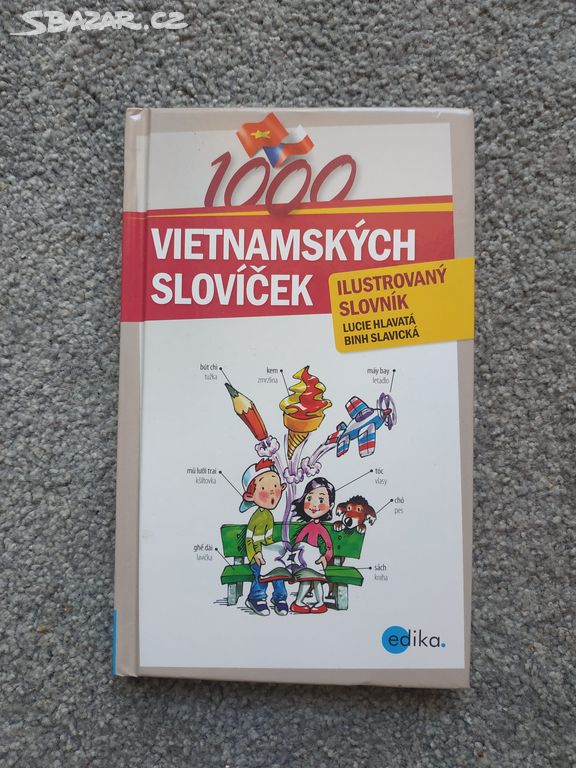 SBAZAR.CZ
1000
VIETNAMSKÝCH
SLOVÍČEK
ILUSTROVANÝ
SLOVNÍK
LUCIE HLAVATÁ
BINH SLAVICKÁ
bút chì
tužka
kem
zmrzlina
máy bay
letadlo
mũ lưỡi trai
kšiltovka
tóc
vlasy
chó
pes
ghế dài
lavička
sách
kniha
edika.